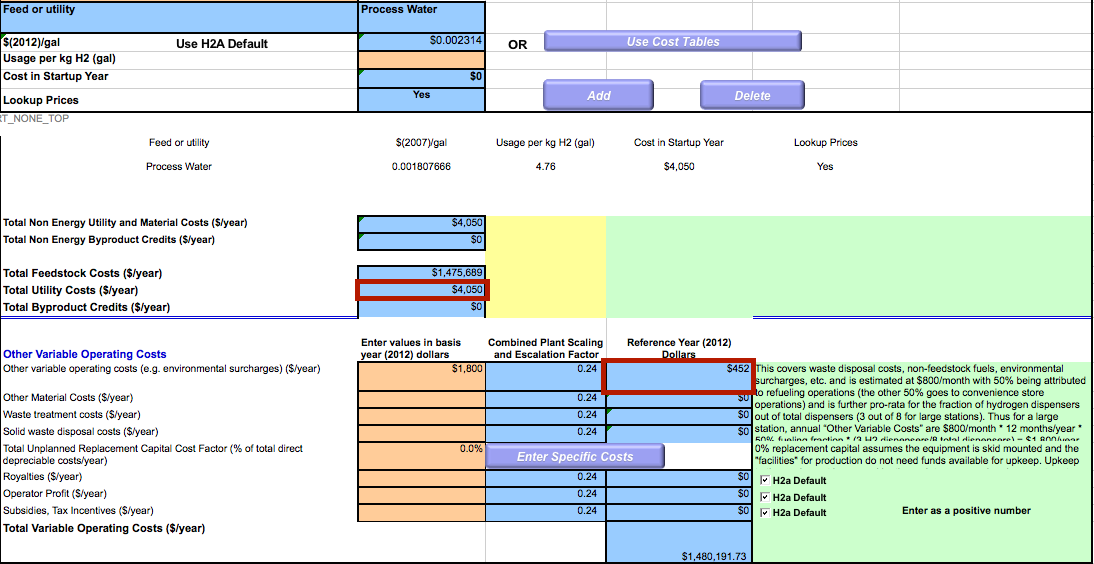 Feed or utility Process Water
$(2012)/gal Use H2A Default $0.002314 OR Use Cost Tables
Usage per kg H2 (gal)
Cost in Startup Year $0
Lookup Prices Yes Add Delete
RT_NONE_TOP
Feed or utility $(2007)/gal Usage per kg H2 (gal) Cost in Startup Year Lookup Prices
Process Water 0.001807666 4.76 $4,050 Yes
Total Non Energy Utility and Material Costs ($/year) $4,050
Total Non Energy Byproduct Credits ($/year) $0
Total Feedstock Costs ($/year) $1,475,689
Total Utility Costs ($/year) $4,050
Total Byproduct Credits ($/year) $0
Enter values in basis Combined Plant Scaling Reference Year (2012)
Other Variable Operating Costs year (2012) dollars and Escalation Factor Dollars
Other variable operating costs (e.g. environmental surcharges) ($/year) $1,800 0.24 $452 This covers waste disposal costs, non-feedstock fuels, environmental
surcharges, etc. and is estimated at $800/month with 50% being attributed
Other Material Costs ($/year) 0.24 $0 to refueling operations (the other 50% goes to convenience store
operations) and is further pro-rata for the fraction of hydrogen dispensers
Waste treatment costs ($/year) 0.24 $0 out of total dispensers (3 out of 8 for large stations). Thus for a large
Solid waste disposal costs ($/year) 0.24 $0 station, annual "Other Variable Costs" are $800/month * 12 months/year *
50% fueling fraction * (3 H2 dispensers/8 total dispensers) = $1,800/year
Total Unplanned Replacement Capital Cost Factor (% of total direct 0.0% Enter Specific Costs 0% replacement capital assumes the equipment is skid mounted and the
depreciable costs/year) "facilities" for production do not need funds available for upkeep. Upkeep
Royalties ($/year) 0.24 $0 H2a Default
Operator Profit ($/year) 0.24 $0 H2a Default
Subsidies, Tax Incentives ($/year) 0.24 $0 H2a Default Enter as a positive number
Total Variable Operating Costs ($/year)
$1,480,191.73